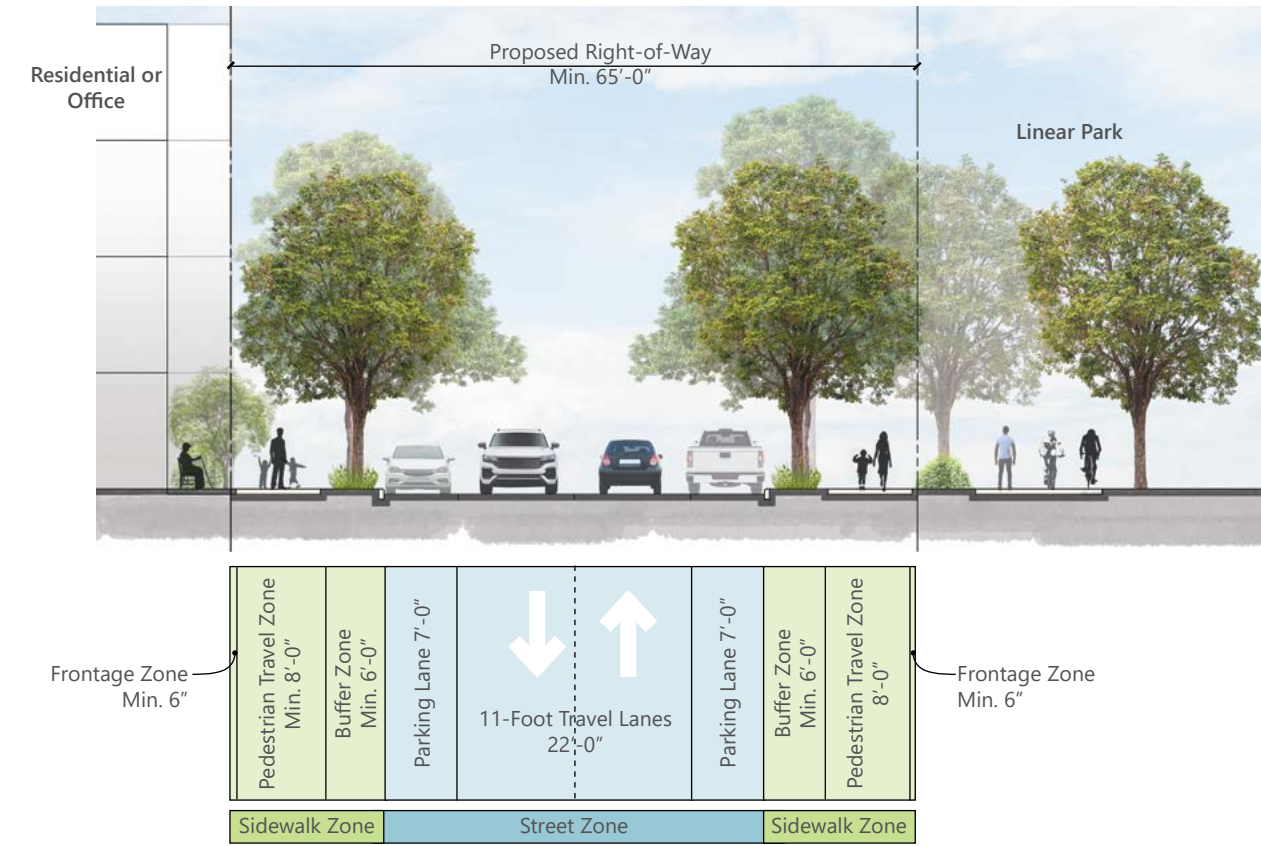 Proposed Right-of-Way
Min. 65’-0”
Residential or
Office
Linear Park
Frontage Zone
Min. 6”
Pedestrian Travel Zone
Min. 8’-0”
Buffer Zone
Min. 6’-0”
Parking Lane 7’-0”
11-Foot Travel Lanes
22’-0”
Parking Lane 7’-0”
Buffer Zone
Min. 6’-0”
Pedestrian Travel Zone
8’-0”
Frontage Zone
Min. 6”
Sidewalk Zone
Street Zone
Sidewalk Zone